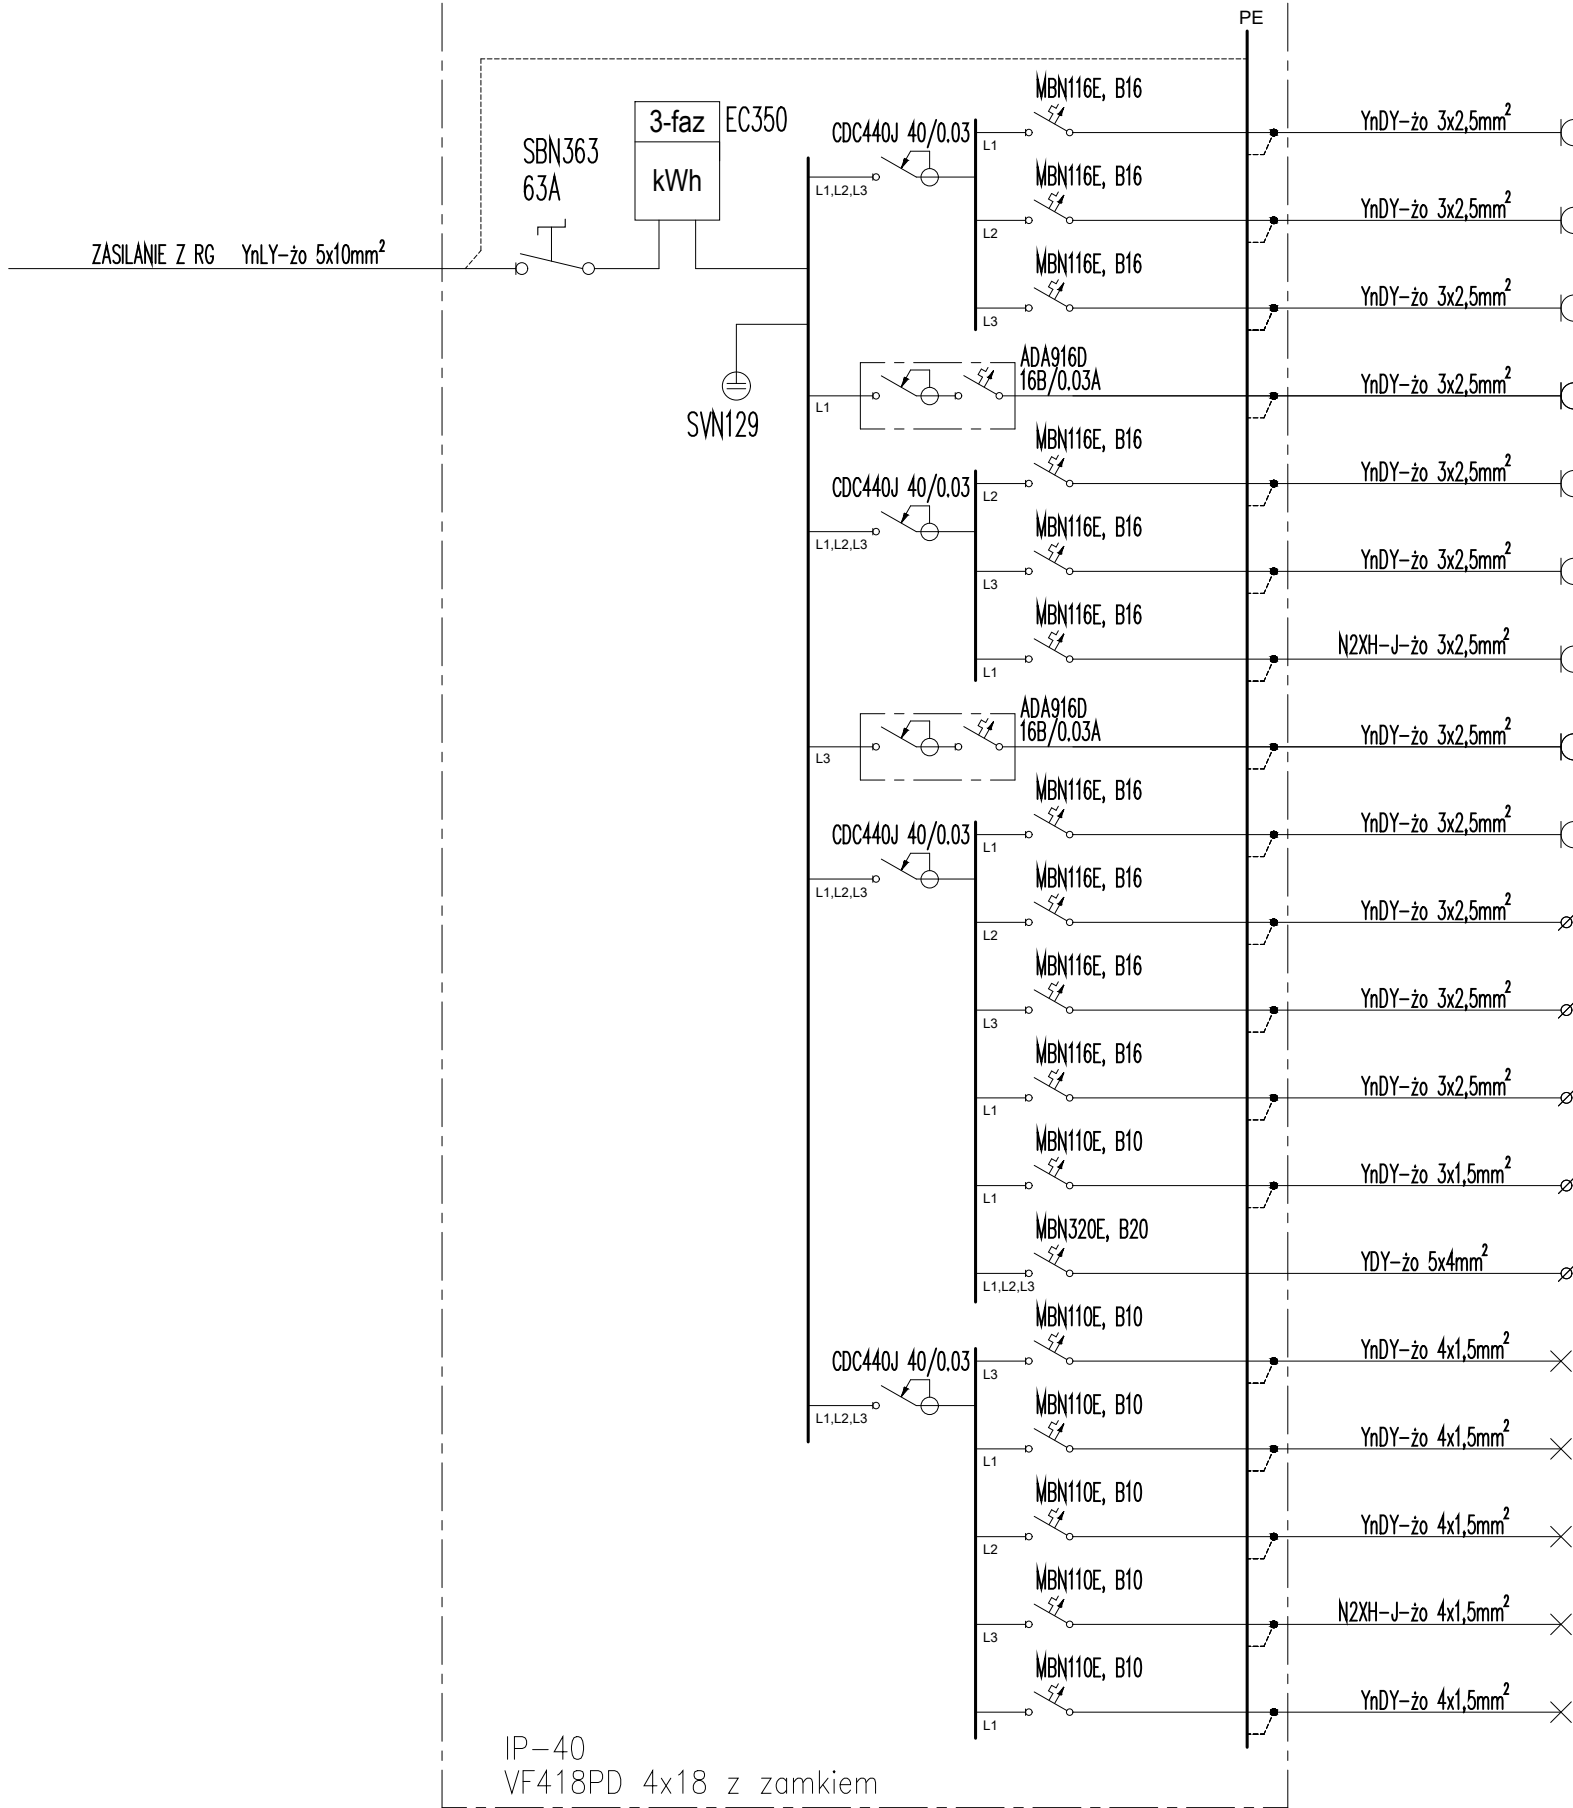 PE
MBN116E, B16
YnDY-żo 3x2,5mm²
3-faz
EC350
kWh
CDC440J 40/0.03
L1
L1,L2,L3
SBN363
63A
MBN116E, B16
YnDY-żo 3x2,5mm²
L2
ZASILANIE Z RG YnLY-żo 5x10mm²
MBN116E, B16
YnDY-żo 3x2,5mm²
L3
SVN129
ADA916D
16B/0.03A
YnDY-żo 3x2,5mm²
L1
MBN116E, B16
YnDY-żo 3x2,5mm²
CDC440J 40/0.03
L2
L1,L2,L3
MBN116E, B16
YnDY-żo 3x2,5mm²
L3
MBN116E, B16
N2XH-J-żo 3x2,5mm²
L1
ADA916D
16B/0.03A
YnDY-żo 3x2,5mm²
L3
MBN116E, B16
YnDY-żo 3x2,5mm²
CDC440J 40/0.03
L1
L1,L2,L3
MBN116E, B16
YnDY-żo 3x2,5mm²
L2
MBN116E, B16
YnDY-żo 3x2,5mm²
L3
MBN116E, B16
YnDY-żo 3x2,5mm²
L1
MBN110E, B10
YnDY-żo 3x1,5mm²
L1
MBN320E, B20
YDY-żo 5x4mm²
L1,L2,L3
MBN110E, B10
YnDY-żo 4x1,5mm²
CDC440J 40/0.03
L3
L1,L2,L3
MBN110E, B10
YnDY-żo 4x1,5mm²
L1
MBN110E, B10
YnDY-żo 4x1,5mm²
L2
MBN110E, B10
N2XH-J-żo 4x1,5mm²
L3
MBN110E, B10
YnDY-żo 4x1,5mm²
L1
IP-40
VF418PD 4x18 z zamkiem